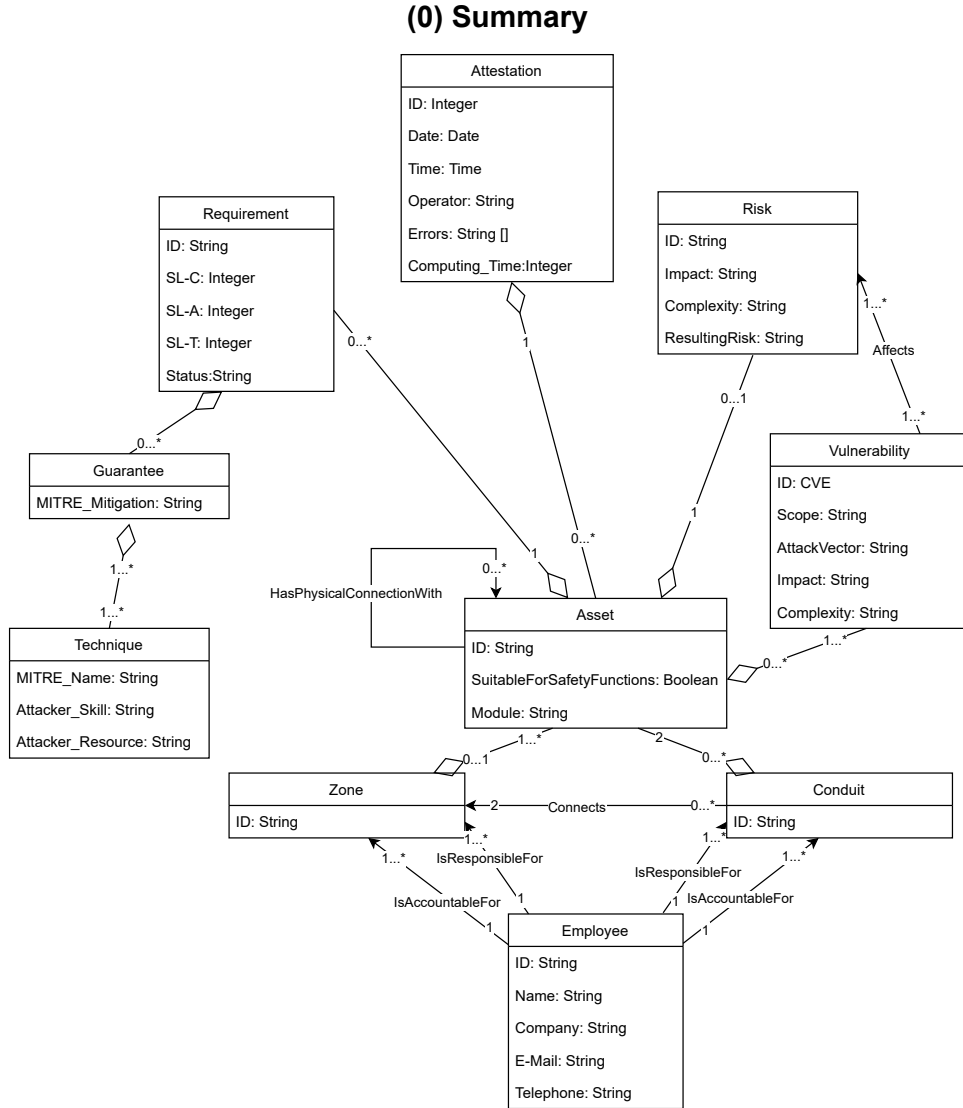 (0) Summary
Attestation
ID: Integer
Date: Date
Time: Time
Operator: String
Errors: String []
Computing_Time:Integer
Requirement
ID: String
SL-C: Integer
SL-A: Integer
SL-T: Integer
Status:String
Risk
ID: String
Impact: String
Complexity: String
ResultingRisk: String
1...*
Affects
1...*
0...*
1
0...1
0...*
Guarantee
MITRE_Mitigation: String
Vulnerability
ID: CVE
Scope: String
AttackVector: String
Impact: String
Complexity: String
1
1
0...*
1...*
1...*
0...*
HasPhysicalConnectionWith
Technique
MITRE_Name: String
Attacker_Skill: String
Attacker_Resource: String
Asset
ID: String
SuitableForSafetyFunctions: Boolean
Module: String
1...*
0...*
1...*
0...1
2
0...*
Zone
ID: String
2
Connects
0...*
Conduit
ID: String
1...*
IsResponsibleFor
1
1...*
IsAccountableFor
1
1...*
IsResponsibleFor
1
1...*
IsAccountableFor
1
Employee
ID: String
Name: String
Company: String
E-Mail: String
Telephone: String